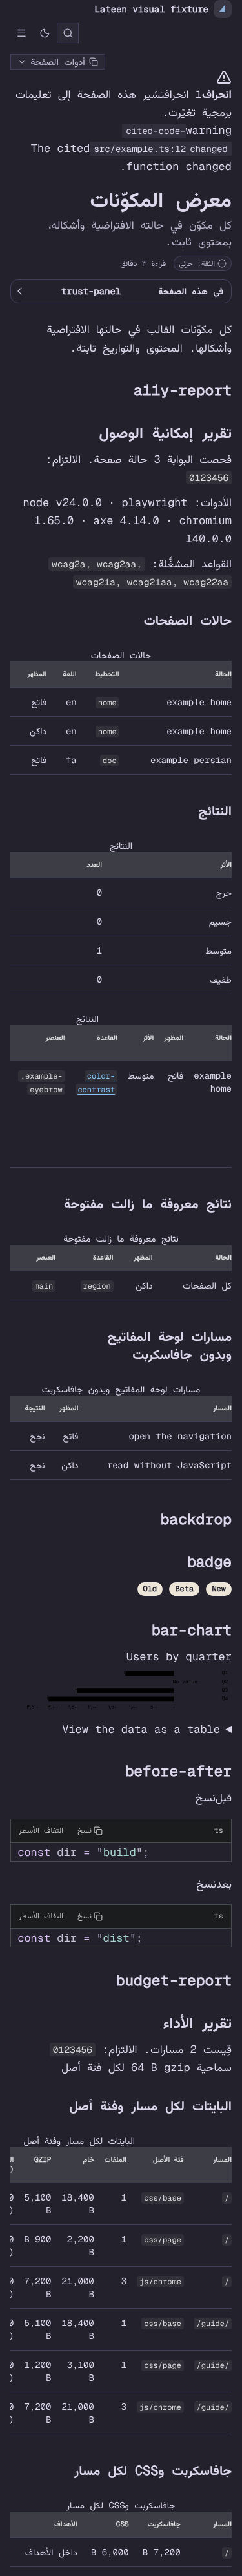 Lateen visual fixture
أدوات الصفحة
انحراف1 انحرافتشير هذه الصفحة إلى تعليمات
برمجية تغيّرت.
warning-code-cited
The cited src/example.ts:12 changed
function changed.
معرض المكوّنات
كل مكوّن في حالته الافتراضية وأشكاله،
بمحتوى ثابت.
الثقة: جزئي
قراءة ٣ دقائق
في هذه الصفحة
trust-panel
كل مكوّنات القالب في حالتها الافتراضية
وأشكالها. المحتوى والتواريخ ثابتة.
a11y-report
تقرير إمكانية الوصول
فحصت البوابة 3 حالة صفحة. الالتزام:
0123456
الأدوات: node v24.0.0 · playwright
1.65.0 · axe 4.14.0 · chromium
140.0.0
القواعد المشغَّلة: wcag2a, wcag2aa,
wcag21a, wcag21aa, wcag22aa
حالات الصفحات
حالات الصفحات
الحالة التخطيط اللغة المظهر
example home home en فاتح
example home home en داكن
example persian doc fa فاتح
النتائج
النتائج
الأثر العدد
حرج 0
جسيم 0
متوسط 1
طفيف 0
النتائج
الحالة المظهر الأثر القاعدة العنصر
example home فاتح متوسط color-contrast .example-eyebrow
نتائج معروفة ما زالت مفتوحة
نتائج معروفة ما زالت مفتوحة
الحالة المظهر القاعدة العنصر
كل الصفحات داكن region main
مسارات لوحة المفاتيح
وبدون جافاسكربت
مسارات لوحة المفاتيح وبدون جافاسكربت
المسار المظهر النتيجة
open the navigation فاتح نجح
read without JavaScript داكن نجح
backdrop
badge
New Beta Old
bar-chart
Users by quarter
View the data as a table
before-after
قبلنسخ
ts نسخ التفاف الأسطر
const dir = "build";
بعدنسخ
ts نسخ التفاف الأسطر
const dir = "dist";
budget-report
تقرير الأداء
قِيست 2 مسارات. الالتزام: 0123456
سماحية 64 B gzip لكل فئة أصل
البايتات لكل مسار وفئة أصل
البايتات لكل مسار وفئة أصل
المسار فئة الأصل الملفات خام GZIP
/ css/base 1 18,400 B 5,100 B
/ css/page 1 2,200 B 900 B
/ js/chrome 3 21,000 B 7,200 B
/guide/ css/base 1 18,400 B 5,100 B
/guide/ css/page 1 3,100 B 1,200 B
/guide/ js/chrome 3 21,000 B 7,200 B
جافاسكربت وCSS لكل مسار
جافاسكربت وCSS لكل مسار
المسار جافاسكربت CSS الأهداف
/ 7,200 B 6,000 B داخل الأهداف